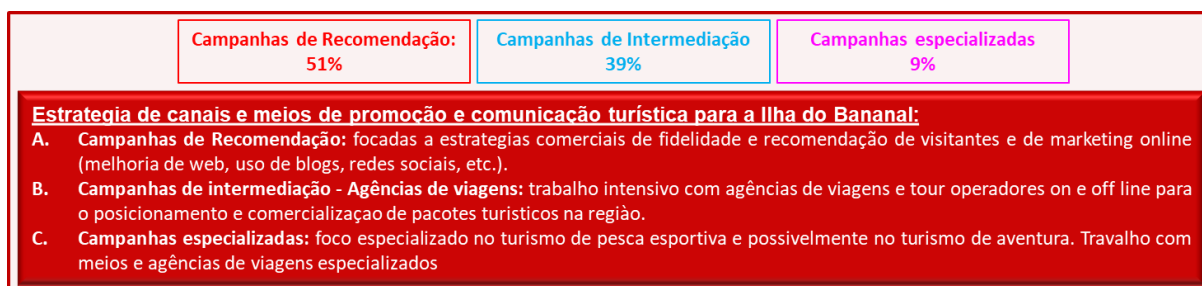 Campanhas de Recomendação:
51%
Campanhas de Intermediação
39%
Campanhas especializadas
9%
Estrategia de canais e meios de promoção e comunicação turística para a Ilha do Bananal:
A. Campanhas de Recomendação: focadas a estrategias comerciais de fidelidade e recomendação de visitantes e de marketing online
(melhoria de web, uso de blogs, redes sociais, etc.).
B. Campanhas de intermediação - Agências de viagens: trabalho intensivo com agências de viagens e tour operadores on e off line para
o posicionamento e comercializaçao de pacotes turisticos na regiào.
C. Campanhas especializadas: foco especializado no turismo de pesca esportiva e possivelmente no turismo de aventura. Travalho com
meios e agências de viagens especializados